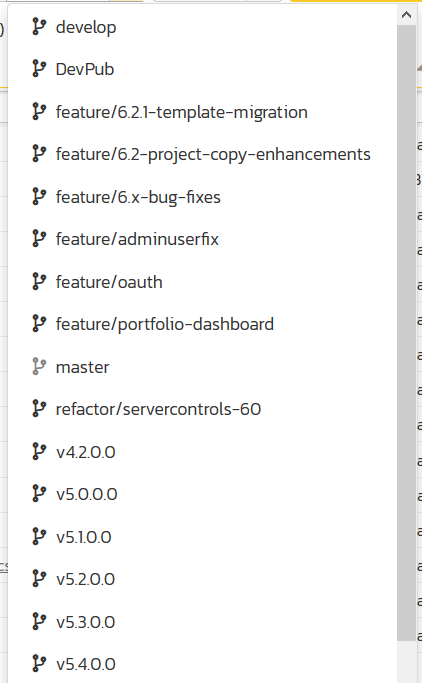 develop
DevPub
feature/6.2.1-template-migration
feature/6.2-project-copy-enhancements
feature/6.x-bug-fixes
feature/adminuserfix
feature/oauth
feature/portfolio-dashboard
master
refactor/servercontrols-60
v4.2.0.0
v5.0.0.0
v5.1.0.0
v5.2.0.0
v5.3.0.0
v5.4.0.0